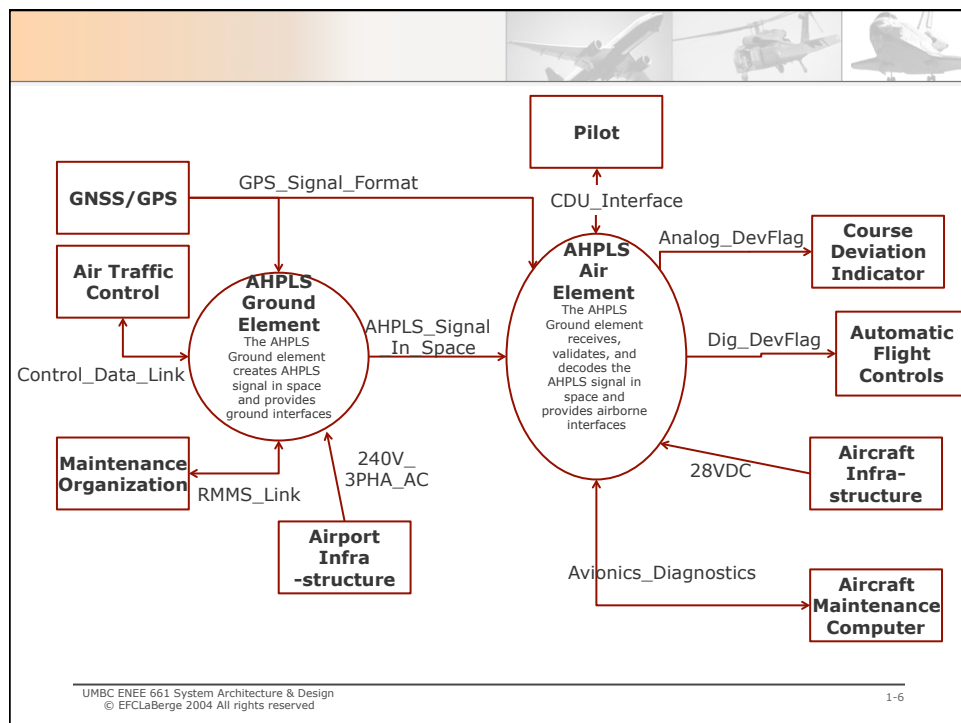 Pilot
GNSS/GPS
GPS_Signal_Format
CDU_Interface
Analog_DevFlag
Course
Deviation
Indicator
Air Traffic
Control
AHPLS
Ground
Element
The AHPLS
Ground element
creates AHPLS
signal in space
and provides
ground interfaces
AHPLS_Signal
_In_Space
AHPLS
Air
Element
The AHPLS
Ground element
receives,
validates, and
decodes the
AHPLS signal in
space and
provides airborne
interfaces
Dig_DevFlag
Automatic
Flight
Controls
Control_Data_Link
Maintenance
Organization
RMMS_Link
240V_
3PHA_AC
28VDC
Aircraft
Infra-
structure
Airport
Infra
-structure
Avionics_Diagnostics
Aircraft
Maintenance
Computer
UMBC ENEE 661 System Architecture & Design
© EFCLaBerge 2004 All rights reserved
1-6